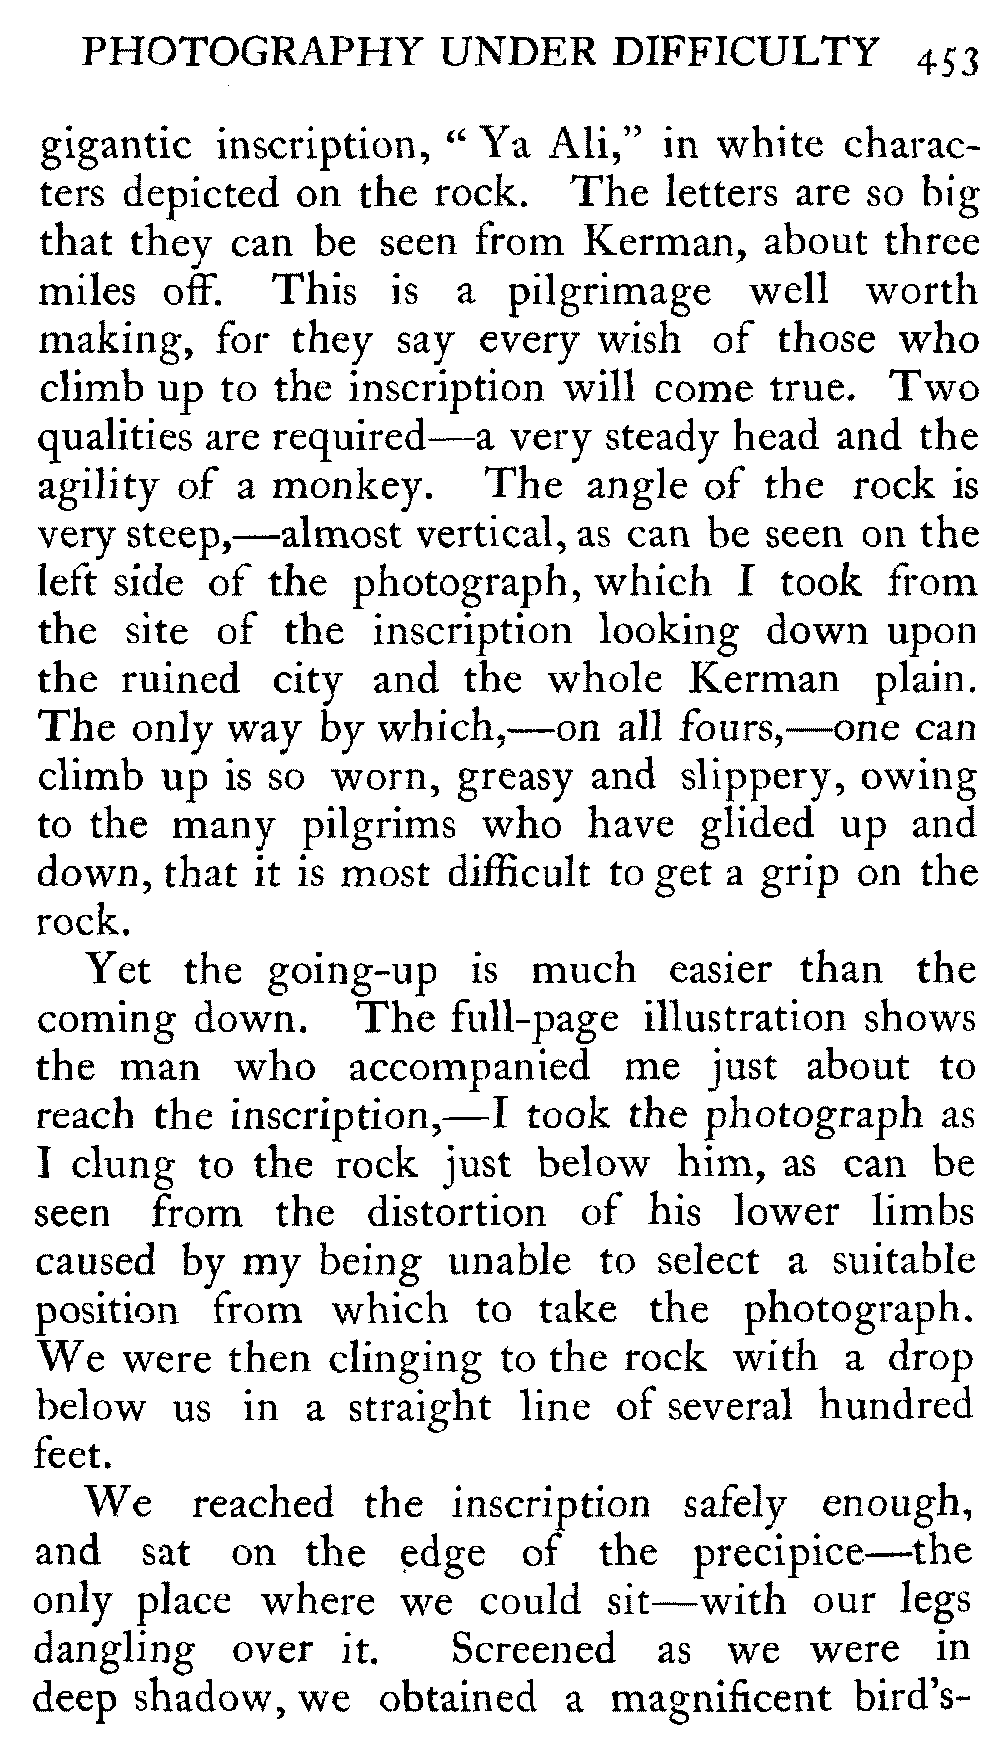 PHOTOGRAPHY UNDER DIFFICULTY 453
gigantic inscription, “ Ya Ali,” in white charac-
ters depicted on the rock. The letters are so big
that they can be seen from Kerman, about three
miles off. This is a pilgrimage well worth
making, for they say every wish of those who
climb up to the inscription will come true. Two
qualities are required—a very steady head and the
agility of a monkey. The angle of the rock is
very steep,—almost vertical, as can be seen on the
left side of the photograph, which I took from
the site of the inscription looking down upon
the ruined city and the whole Kerman plain.
The only way by which,—on all fours,—one can
climb up is so worn, greasy and slippery, owing
to the many pilgrims who have glided up and
down, that it is most difficult to get a grip on the
rock.
Yet the going-up is much easier than the
coming down. The full-page illustration shows
the man who accompanied me just about to
reach the inscription,—I took the photograph as
I clung to the rock just below him, as can be
seen from the distortion of his lower limbs
caused by my being unable to select a suitable
position from which to take the photograph.
We were then clinging to the rock with a drop
below us in a straight line of several hundred
feet.
We reached the inscription safely enough,
and sat on the edge of the precipice—the
only place where we could sit—with our legs
dangling over it. Screened as we were in
deep shadow, we obtained a magnificent bird's-